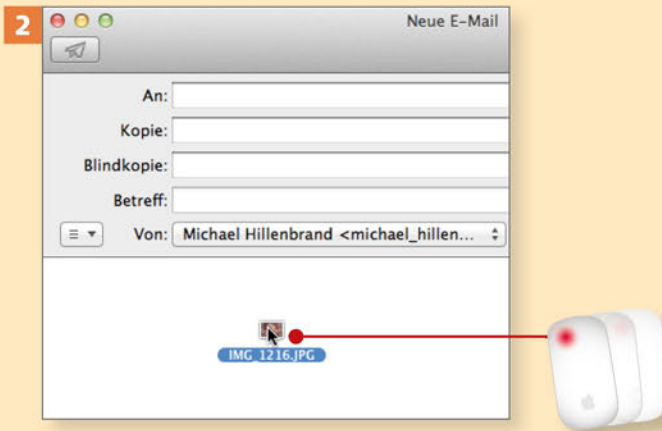 2
Neue E-Mail
An:
Kopie:
Blindkopie:
Betreff:
Von: Michael Hillenbrand <michael_hillen...
IMG_1216.JPG